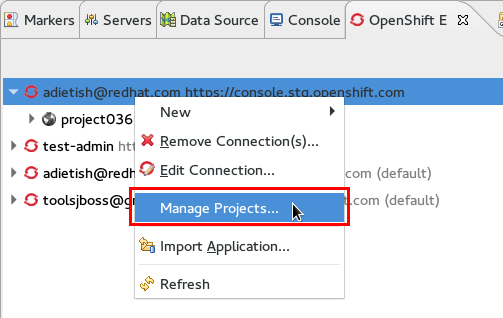 Markers Servers Data Source Console OpenShift E
adietish@redhat.com https://console.stg.openshift.com
project036
New
Remove Connection(s)...
test-admin htt
Edit Connection...
adietish@redh t.com (default)
Manage Projects...
toolsjboss@g t.com (default)
Import Application...
Refresh